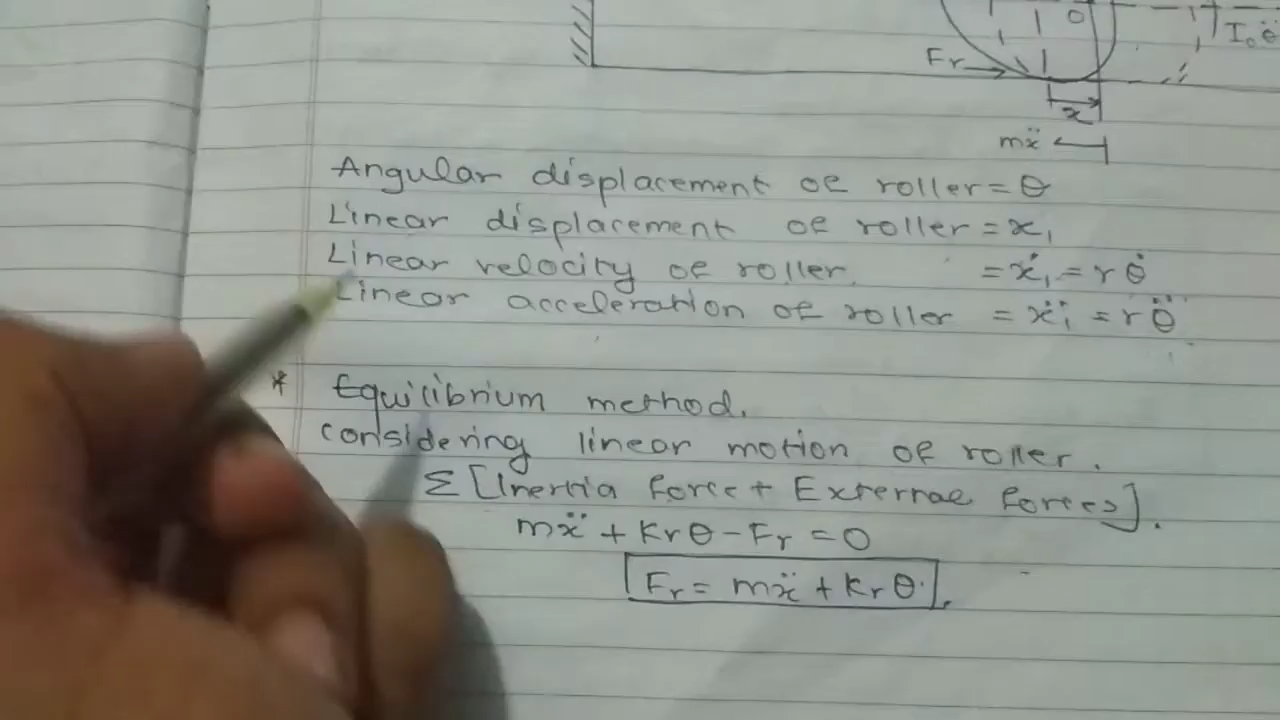 O
I₀ӫ
Fr
x
mẍ
Angular displacement of roller = θ
Linear displacement of roller = x₁
Linear velocity of roller. = ẋ₁ = rθ̇
Linear acceleration of roller = ẍ₁ = rθ̈
* Equilibrium method.
considering linear motion of roller.
Σ [Inertia force + External forces].
mẍ + Krθ - Fr = 0
Fr = mẍ + Krθ.